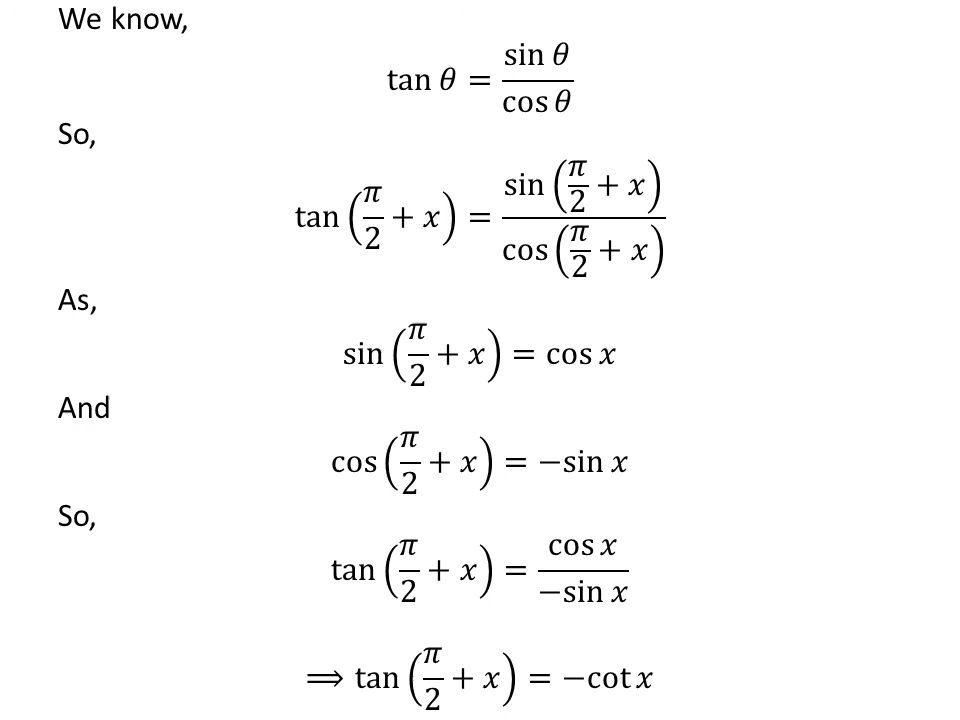 We know,
tan θ = sin θ / cos θ
So,
tan (π/2 + x) = sin (π/2 + x) / cos (π/2 + x)
As,
sin (π/2 + x) = cos x
And
cos (π/2 + x) = −sin x
So,
tan (π/2 + x) = cos x / −sin x
⟹ tan (π/2 + x) = −cot x